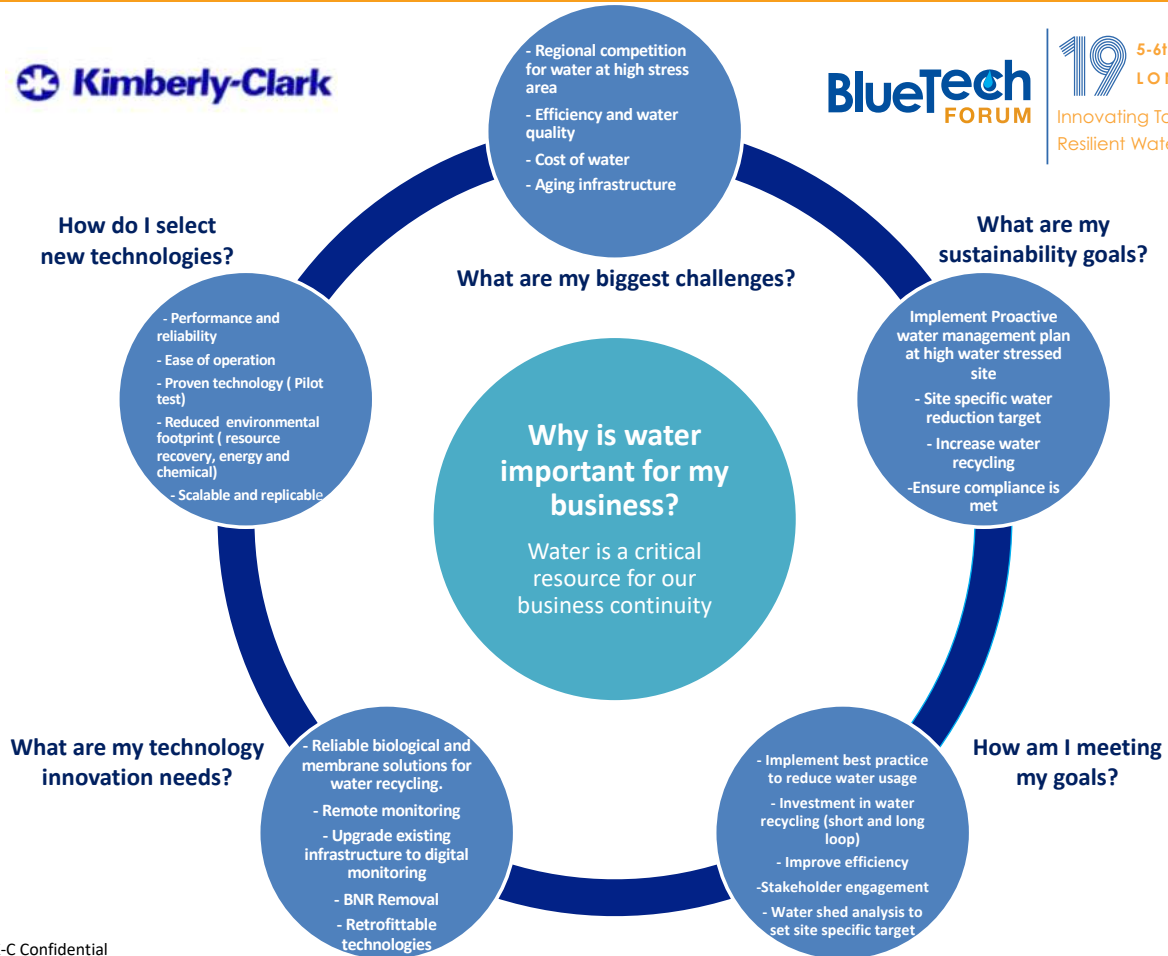 Kimberly-Clark
BlueTech
FORUM
19
5-6t
LON
Innovating To
Resilient Wate
- Regional competition
for water at high stress
area
- Efficiency and water
quality
- Cost of water
- Aging infrastructure
What are my biggest challenges?
What are my
sustainability goals?
Implement Proactive
water management plan
at high water stressed
site
- Site specific water
reduction target
- Increase water
recycling
-Ensure compliance is
met
How am I meeting
my goals?
- Implement best practice
to reduce water usage
- Investment in water
recycling (short and long
loop)
- Improve efficiency
-Stakeholder engagement
- Water shed analysis to
set site specific target
What are my technology
innovation needs?
- Reliable biological and
membrane solutions for
water recycling.
- Remote monitoring
- Upgrade existing
infrastructure to digital
monitoring
- BNR Removal
- Retrofittable
technologies
How do I select
new technologies?
- Performance and
reliability
- Ease of operation
- Proven technology ( Pilot
test)
- Reduced environmental
footprint ( resource
recovery, energy and
chemical)
- Scalable and replicable
Why is water
important for my
business?
Water is a critical
resource for our
business continuity
-C Confidential